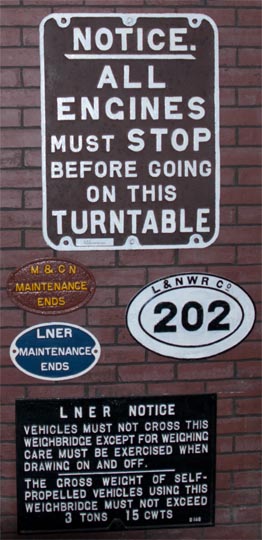 NOTICE.
ALL
ENGINES
MUST STOP
BEFORE GOING
ON THIS
TURNTABLE
M. & G N
MAINTENANCE
ENDS
L & NWR Cº
202
LNER
MAINTENANCE
ENDS
LNER NOTICE
VEHICLES MUST NOT CROSS THIS
WEIGHBRIDGE EXCEPT FOR WEIGHING
CARE MUST BE EXERCISED WHEN
DRAWING ON AND OFF.
THE GROSS WEIGHT OF SELF-
PROPELLED VEHICLES USING THIS
WEIGHBRIDGE MUST NOT EXCEED
3 TONS 15 CWTS